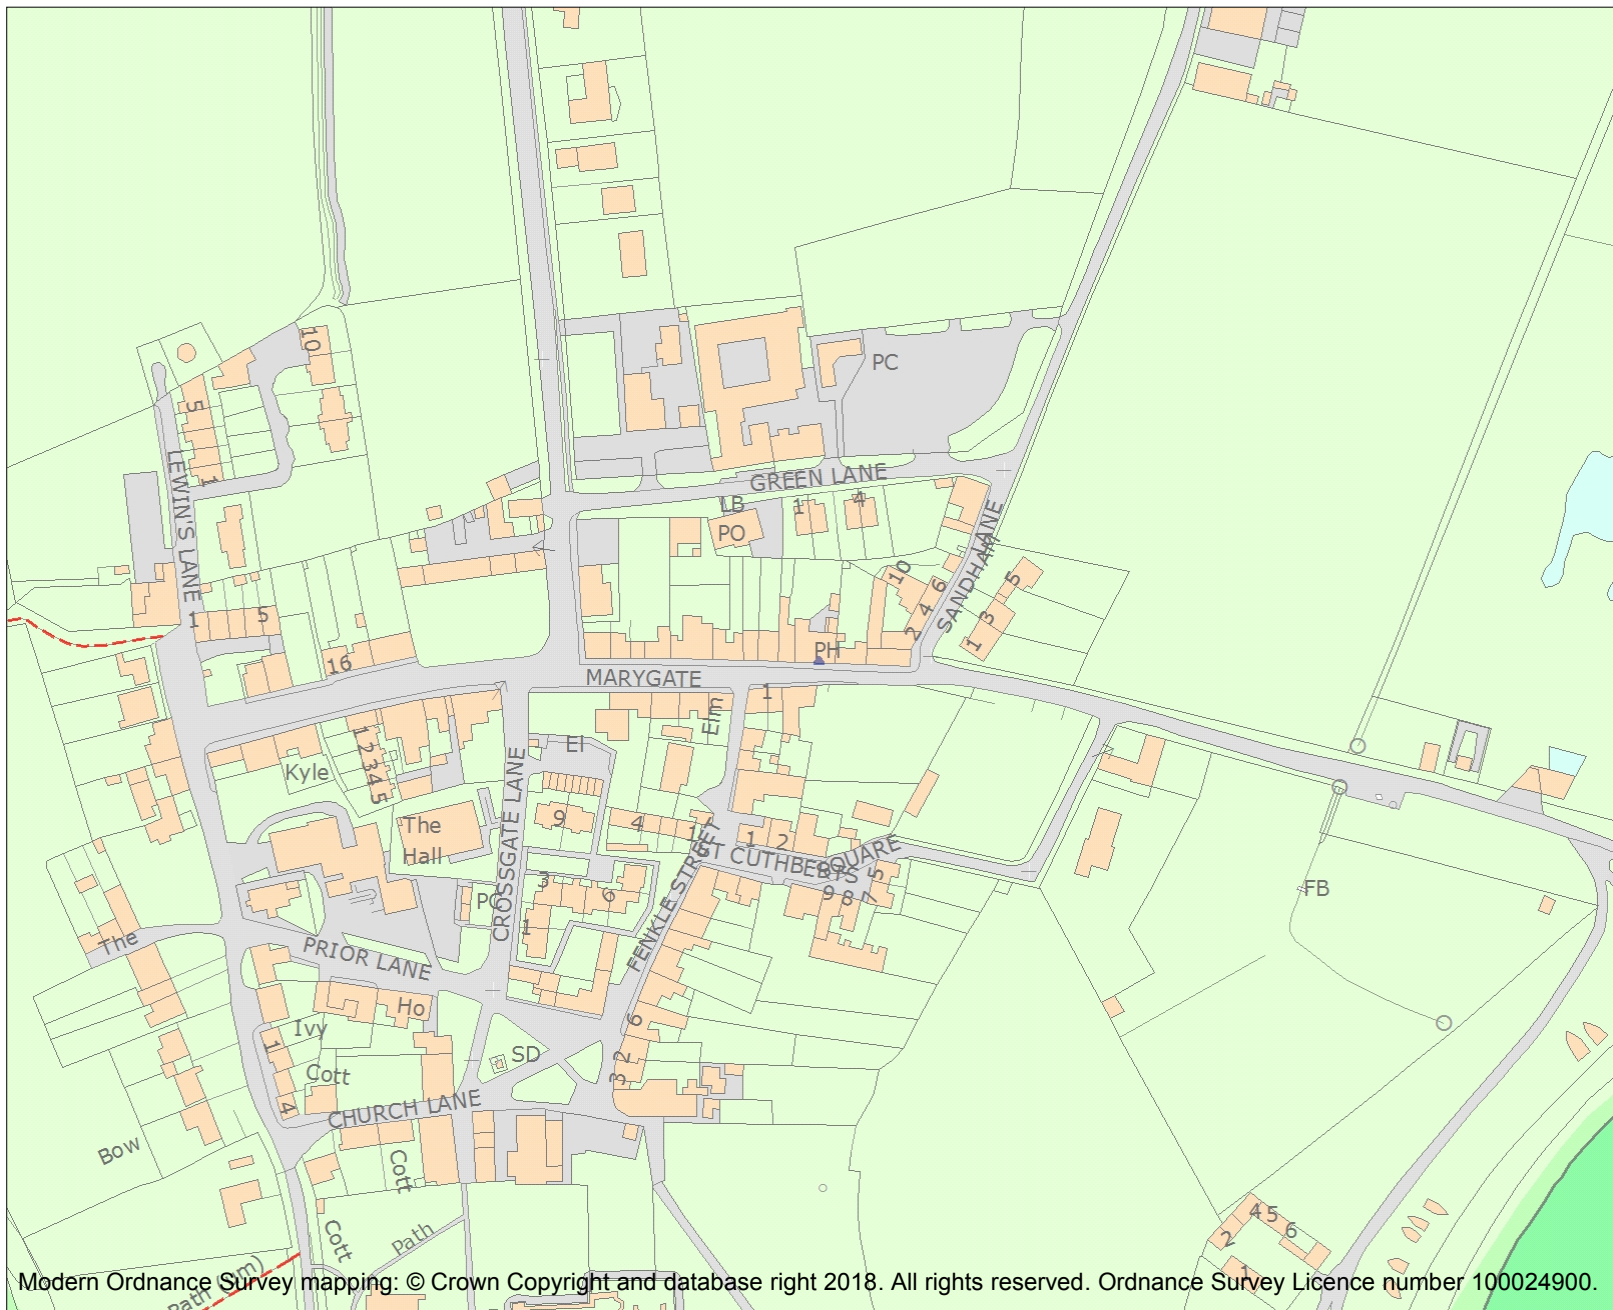 10
PC
5
LEWIN'S LANE
1
GREEN LANE
LB
PO
1
4
SANDHAM LANE
10
6
4
2
5
3
1
1
5
16
PH
MARYGATE
1
Elm
El
Kyle
1 2 3 4 5
CROSSGATE LANE
9
4
1
The
Hall
1
2
ST CUTHBERTS
SQUARE
5
7
8
9
FB
3
6
PC
1
FENKLE STREET
The
PRIOR LANE
Ho
Ivy
1
Cott
4
SD
6
2
3
CHURCH LANE
Bow
Cott
Cott
Path
Path (um)
4
5
6
2
1
Modern Ordnance Survey mapping: © Crown Copyright and database right 2018. All rights reserved. Ordnance Survey Licence number 100024900.